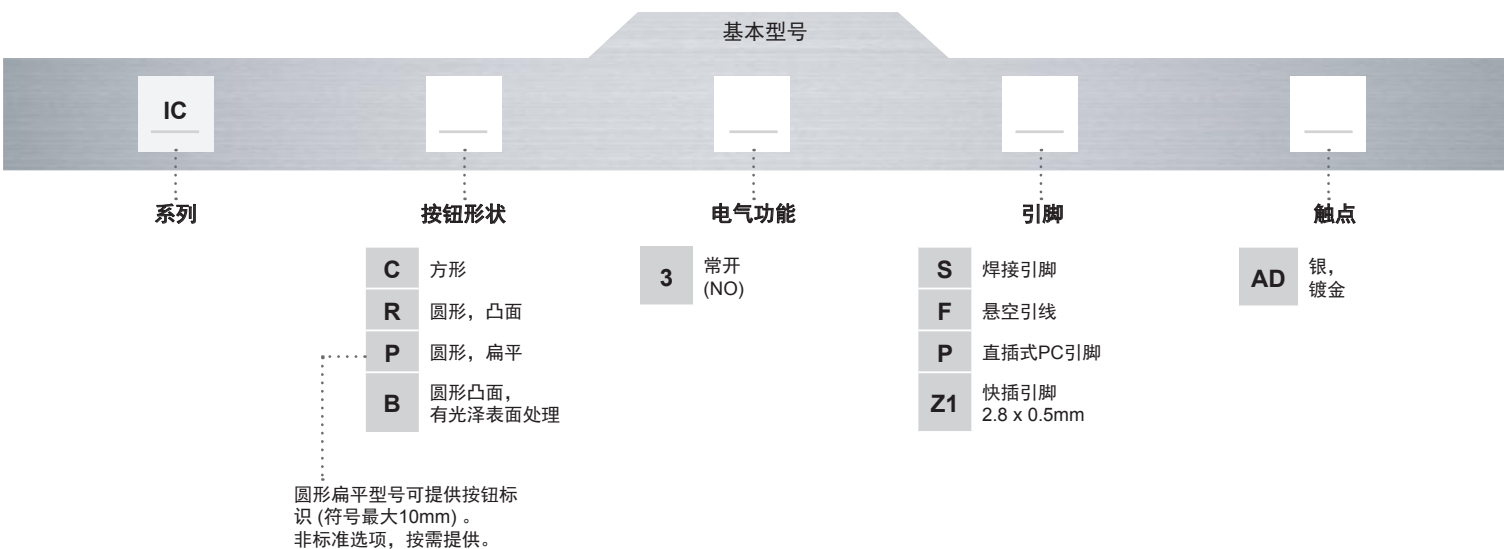 基本型号
IC
系列
按钮形状
电气功能
引脚
触点
C 方形
R 圆形，凸面
P 圆形，扁平
B 圆形凸面，
有光泽表面处理
3 常开
(NO)
S 焊接引脚
F 悬空引线
P 直插式PC引脚
Z1 快插引脚
2.8 x 0.5mm
AD 银，
镀金
圆形扁平型号可提供按钮标
识 (符号最大10mm) 。
非标准选项，按需提供。